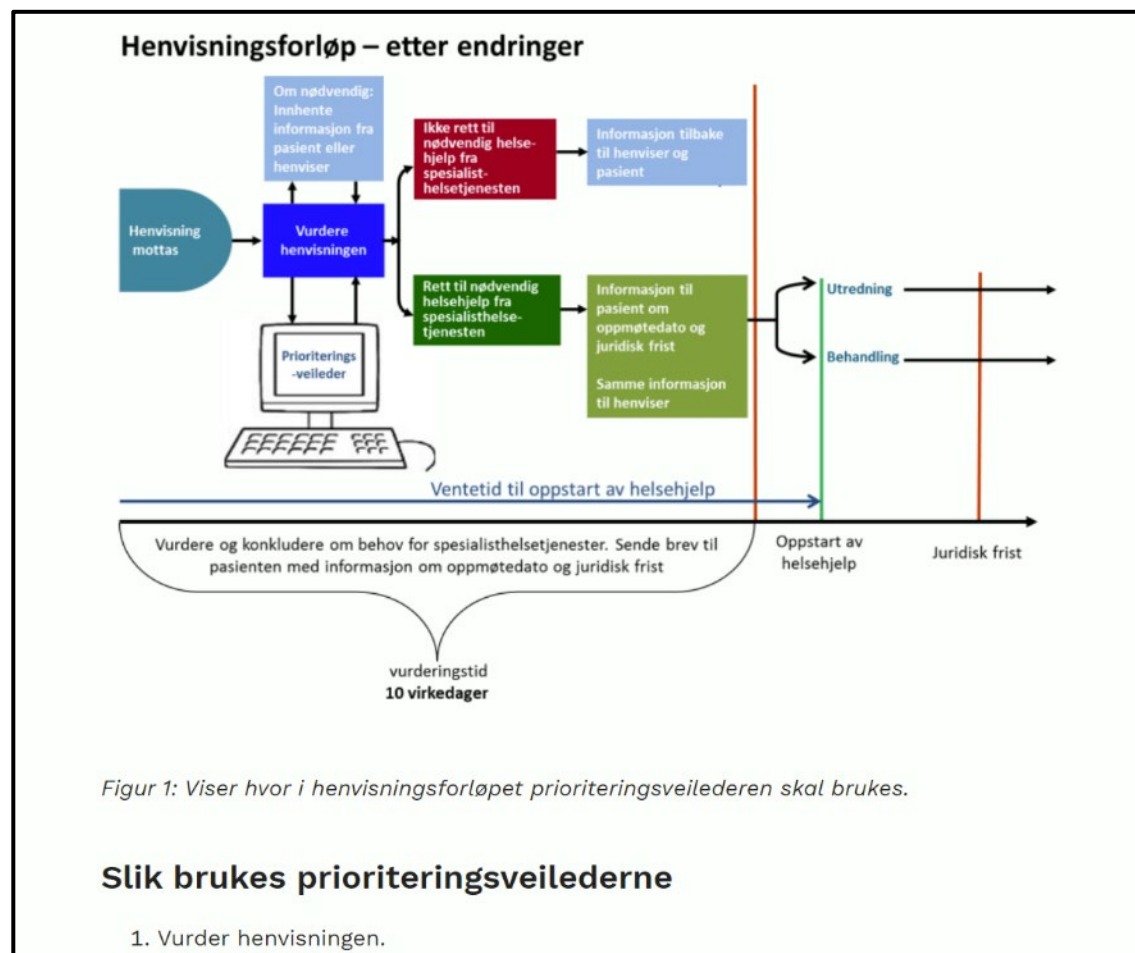 Henvisningsforløp – etter endringer
Om nødvendig:
Innhente
informasjon fra
pasient eller
henviser
Ikke rett til
nødvendig helse-
hjelp fra
spesialist-
helsetjenesten
Informasjon tilbake
til henviser og
pasient
Henvisning
mottas
Vurdere
henvisningen
Rett til nødvendig
helsehjelp fra
spesialisthelse-
tjenesten
Informasjon til
pasient om
oppmøtedato og
juridisk frist
Samme informasjon
til henviser
Utredning
Behandling
Prioriterings
-veileder
Ventetid til oppstart av helsehjelp
Vurdere og konkludere om behov for spesialisthelsetjenester. Sende brev til
pasienten med informasjon om oppmøtedato og juridisk frist
Oppstart av
helsehjelp
Juridisk frist
vurderingstid
10 virkedager
Figur 1: Viser hvor i henvisningsforløpet prioriteringsveilederen skal brukes.
Slik brukes prioriteringsveilederne
1. Vurder henvisningen.